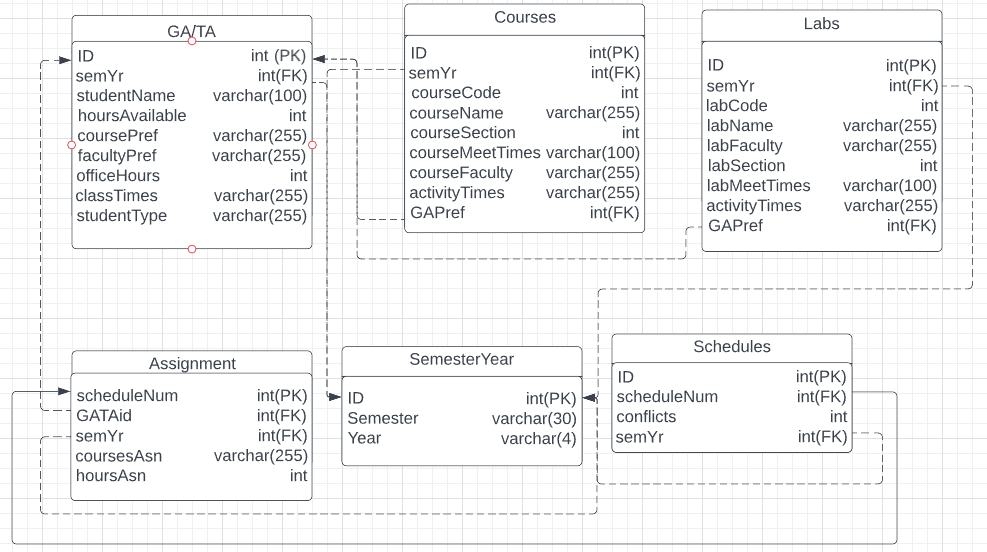 GA/TA
ID int (PK)
semYr int(FK)
studentName varchar(100)
hoursAvailable int
coursePref varchar(255)
facultyPref varchar(255)
officeHours int
classTimes varchar(255)
studentType varchar(255)
Courses
ID int(PK)
semYr int(FK)
courseCode int
courseName varchar(255)
courseSection int
courseMeetTimes varchar(100)
courseFaculty varchar(255)
activityTimes varchar(255)
GAPref int(FK)
Labs
ID int(PK)
semYr int(FK)
labCode int
labName varchar(255)
labFaculty varchar(255)
labSection int
labMeetTimes varchar(100)
activityTimes varchar(255)
GAPref int(FK)
Assignment
scheduleNum int(PK)
GATAid int(FK)
semYr int(FK)
coursesAsn varchar(255)
hoursAsn int
SemesterYear
ID int(PK)
Semester varchar(30)
Year varchar(4)
Schedules
ID int(PK)
scheduleNum int(FK)
conflicts int
semYr int(FK)